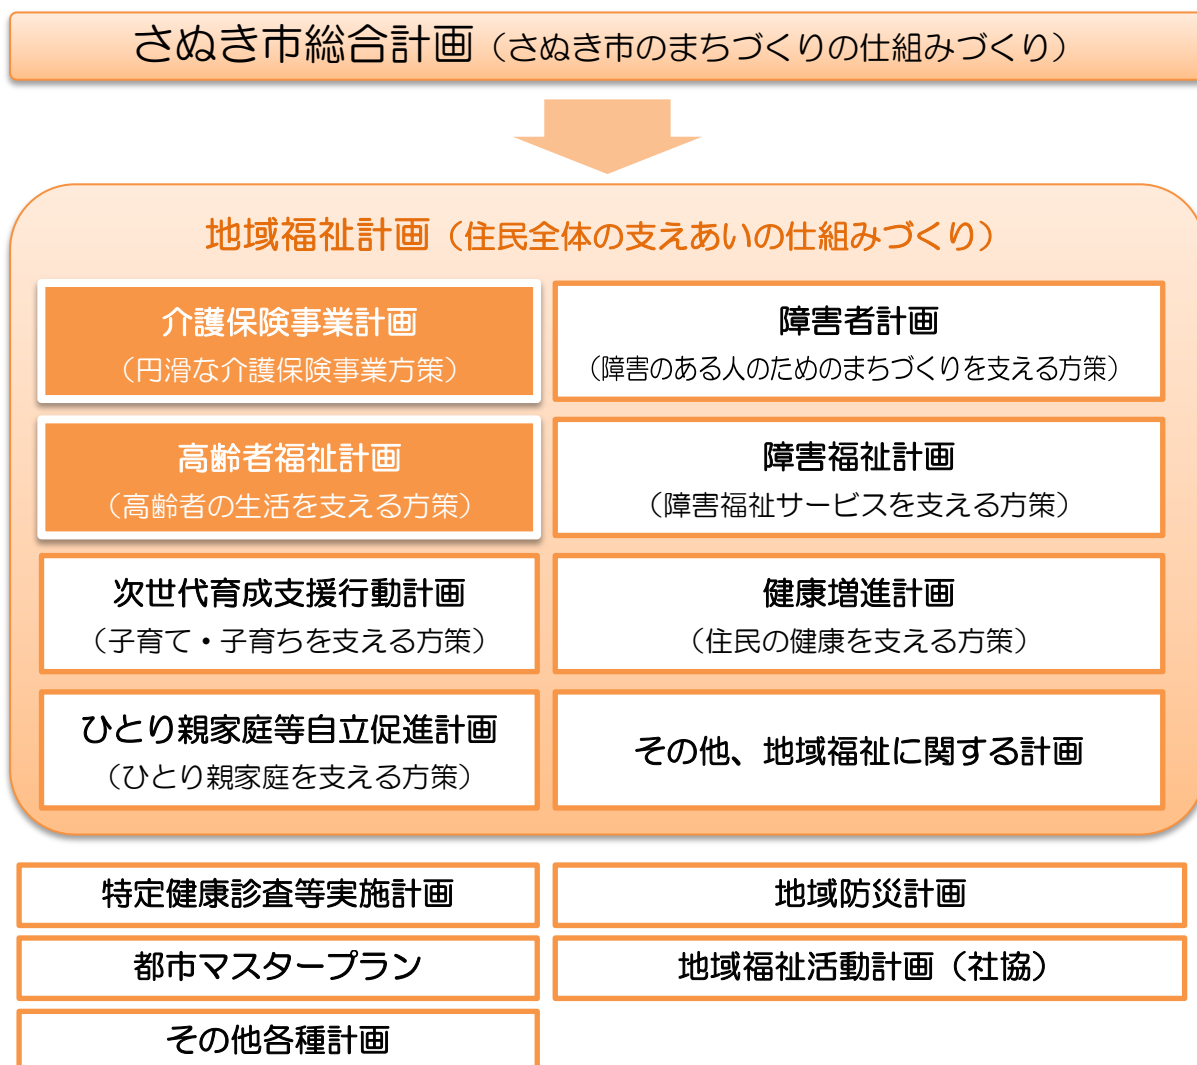 さぬき市総合計画（さぬき市のまちづくりの仕組みづくり）
地域福祉計画（住民全体の支えあいの仕組みづくり）
介護保険事業計画
（円滑な介護保険事業方策）
障害者計画
（障害のある人のためのまちづくりを支える方策）
高齢者福祉計画
（高齢者の生活を支える方策）
障害福祉計画
（障害福祉サービスを支える方策）
次世代育成支援行動計画
（子育て・子育ちを支える方策）
健康増進計画
（住民の健康を支える方策）
ひとり親家庭等自立促進計画
（ひとり親家庭を支える方策）
その他、地域福祉に関する計画
特定健康診査等実施計画
地域防災計画
都市マスタープラン
地域福祉活動計画（社協）
その他各種計画